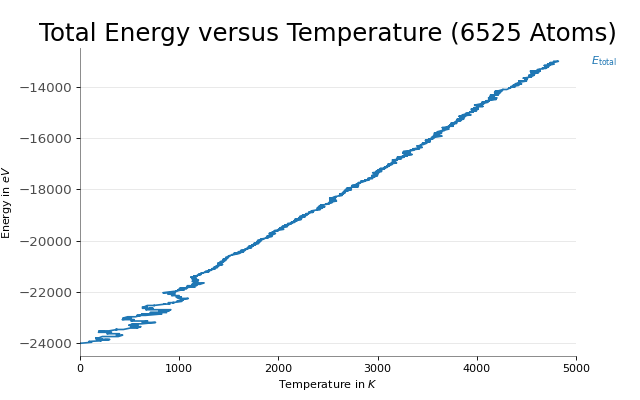 Total Energy versus Temperature (6525 Atoms)
E_total
−14000
−16000
−18000
−20000
−22000
−24000
Energy in eV
0 1000 2000 3000 4000 5000
Temperature in K